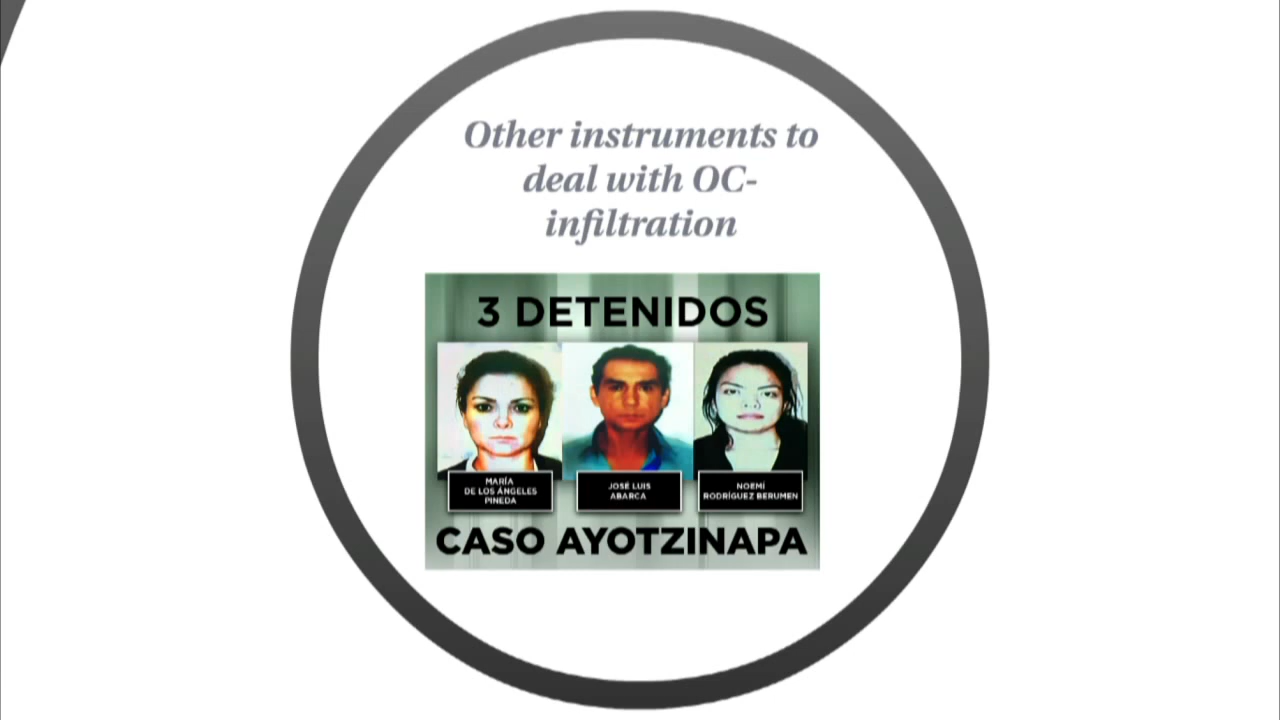 Other instruments to
deal with OC-
infiltration
3 DETENIDOS
MARÍA
DE LOS ÁNGELES
PINEDA
JOSÉ LUIS
ABARCA
NOEMÍ
RODRÍGUEZ BERUMEN
CASO AYOTZINAPA